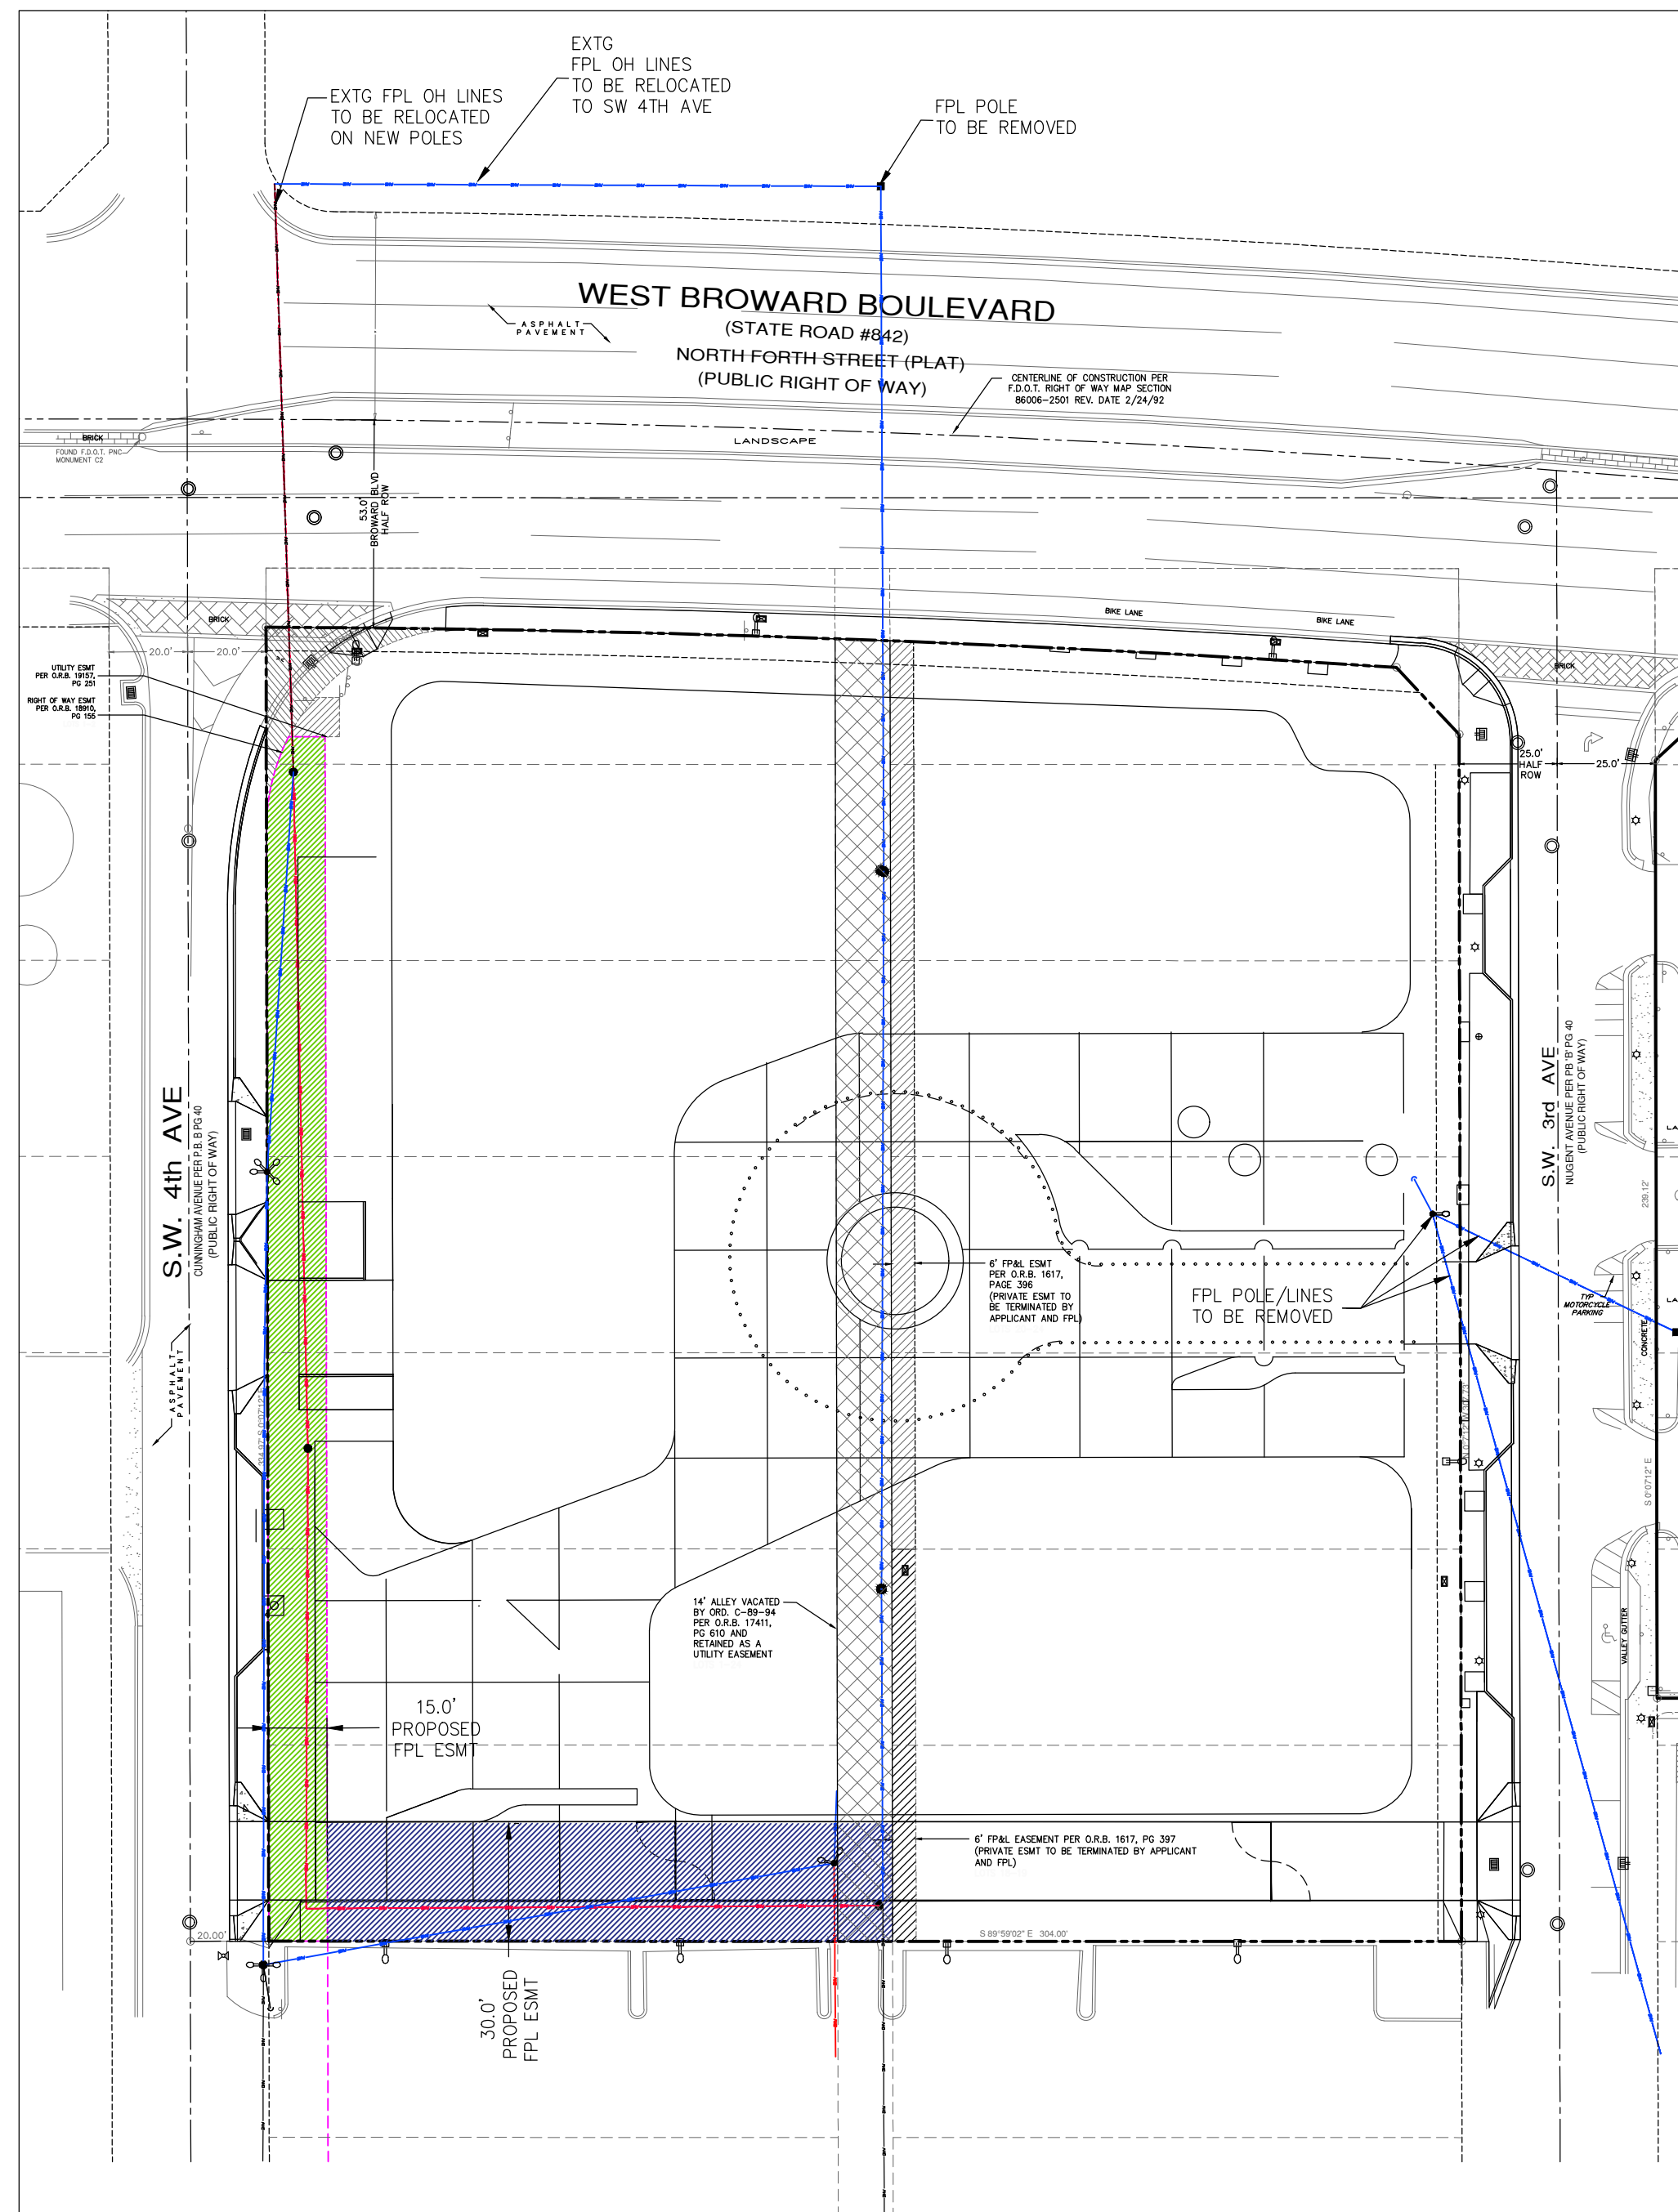 EXTG
FPL OH LINES
TO BE RELOCATED
TO SW 4TH AVE
EXTG FPL OH LINES
TO BE RELOCATED
ON NEW POLES
FPL POLE
TO BE REMOVED
WEST BROWARD BOULEVARD
(STATE ROAD #842)
NORTH FORTH STREET (PLAT)
(PUBLIC RIGHT OF WAY)
ASPHALT
PAVEMENT
CENTERLINE OF CONSTRUCTION PER
F.D.O.T. RIGHT OF WAY MAP SECTION
86006-2501 REV. DATE 2/24/92
LANDSCAPE
BRICK
FOUND F.D.O.T. PNC
MONUMENT C2
53.0'
BROWARD BLVD
HALF ROW
BRICK
BIKE LANE
BIKE LANE
BRICK
20.0'
20.0'
UTILITY ESMT
PER O.R.B. 19157,
PG 251
RIGHT OF WAY ESMT
PER O.R.B. 18910,
PG 155
25.0'
HALF
ROW
25.0'
S.W. 4th AVE
CUNNINGHAM AVENUE PER P.B. B PG 40
(PUBLIC RIGHT OF WAY)
S.W. 3rd AVE
NUGENT AVENUE PER PB 'B' PG 40
(PUBLIC RIGHT OF WAY)
239.12'
6' FP&L ESMT
PER O.R.B. 1617,
PAGE 396
(PRIVATE ESMT TO
BE TERMINATED BY
APPLICANT AND FPL)
FPL POLE/LINES
TO BE REMOVED
TYP
MOTORCYCLE
PARKING
CONCRETE
ASPHALT
PAVEMENT
334.97' S 0°07'12" E
S 0°07'12" E
14' ALLEY VACATED
BY ORD. C-89-94
PER O.R.B. 17411,
PG 610 AND
RETAINED AS A
UTILITY EASEMENT
VALLEY GUTTER
15.0'
PROPOSED
FPL ESMT
6' FP&L EASEMENT PER O.R.B. 1617, PG 397
(PRIVATE ESMT TO BE TERMINATED BY APPLICANT
AND FPL)
20.00'
S 89°59'02" E 304.00'
30.0'
PROPOSED
FPL ESMT